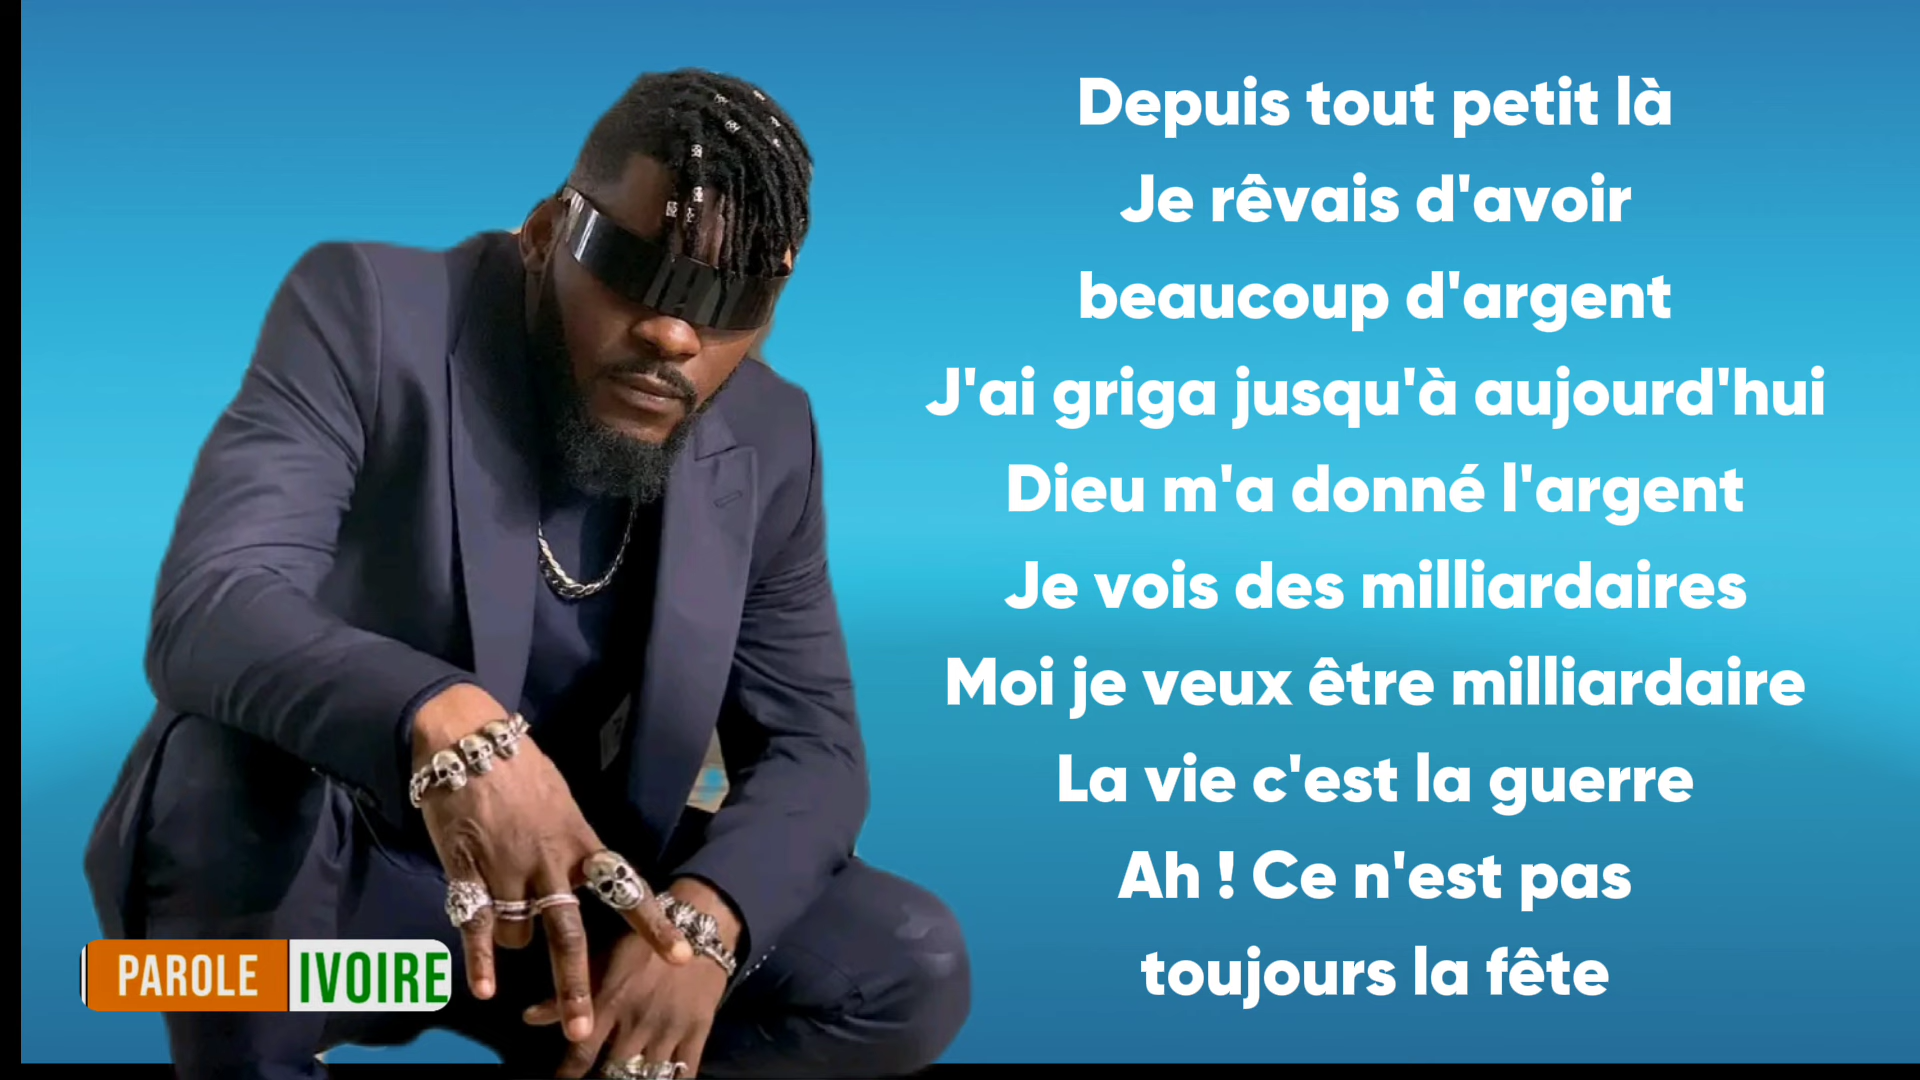 Depuis tout petit là
Je rêvais d'avoir
beaucoup d'argent
J'ai griga jusqu'à aujourd'hui
Dieu m'a donné l'argent
Je vois des milliardaires
Moi je veux être milliardaire
La vie c'est la guerre
Ah ! Ce n'est pas
toujours la fête
PAROLE IVOIRE